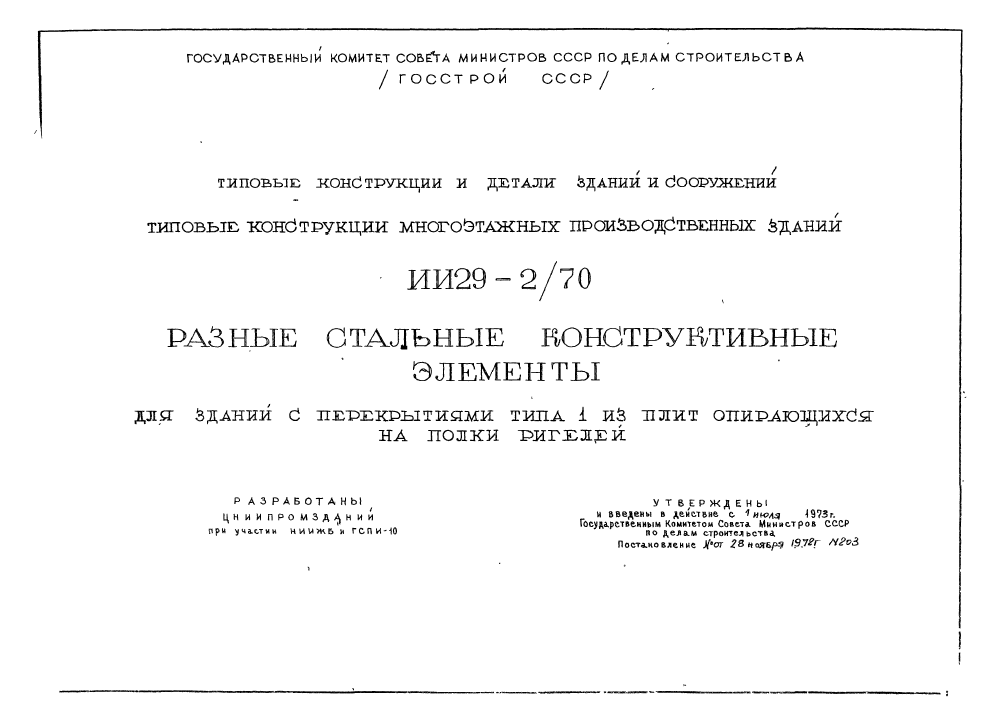 ГОСУДАРСТВЕННЫЙ КОМИТЕТ СОВЕТА МИНИСТРОВ СССР ПО ДЕЛАМ СТРОИТЕЛЬСТВА
/ ГОССТРОЙ СССР /
ТИПОВЫЕ КОНСТРУКЦИИ И ДЕТАЛИ ЗДАНИЙ И СООРУЖЕНИЙ
ТИПОВЫЕ КОНСТРУКЦИИ МНОГОЭТАЖНЫХ ПРОИЗВОДСТВЕННЫХ ЗДАНИЙ
ИИ29-2/70
РАЗНЫЕ СТАЛЬНЫЕ КОНСТРУКТИВНЫЕ
ЭЛЕМЕНТЫ
ДЛЯ ЗДАНИЙ С ПЕРЕКРЫТИЯМИ ТИПА 1 ИЗ ПЛИТ ОПИРАЮЩИХСЯ
НА ПОЛКИ РИГЕЛЕЙ
РАЗРАБОТАНЫ
ЦНИИПРОМЗДАНИЙ
при участии НИИЖБ и ГСПИ-10
УТВЕРЖДЕНЫ
и введены в действие с 1 июля 1973г.
Государственным Комитетом Совета Министров СССР
по делам строительства
Постановление №от 28 ноября 1972г №203